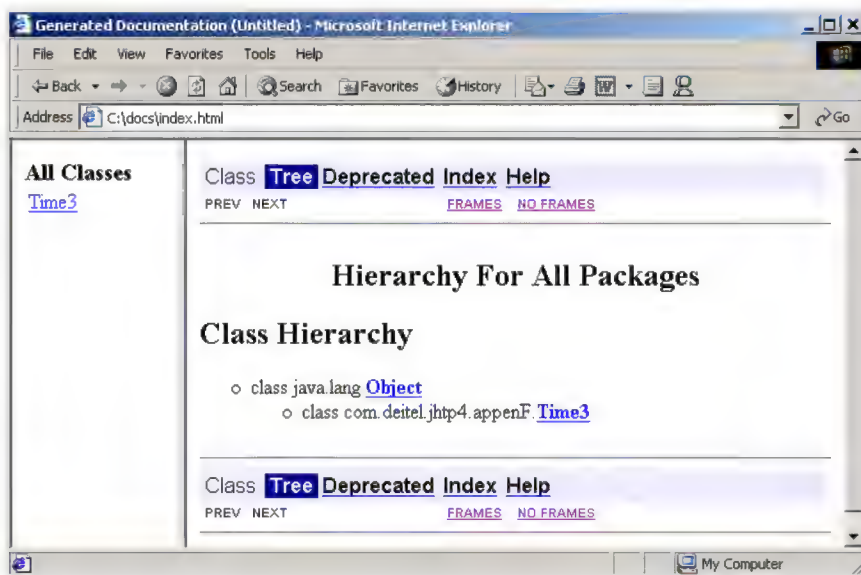 Generated Documentation (Untitled) - Microsoft Internet Explorer
File Edit View Favorites Tools Help
Back Search Favorites History
Address C:\docs\index.html Go
All Classes
Time3
Class Tree Deprecated Index Help
PREV NEXT FRAMES NO FRAMES
Hierarchy For All Packages
Class Hierarchy
class java.lang.Object
class com.deitel.jhtp4.appenF.Time3
Class Tree Deprecated Index Help
PREV NEXT FRAMES NO FRAMES
My Computer